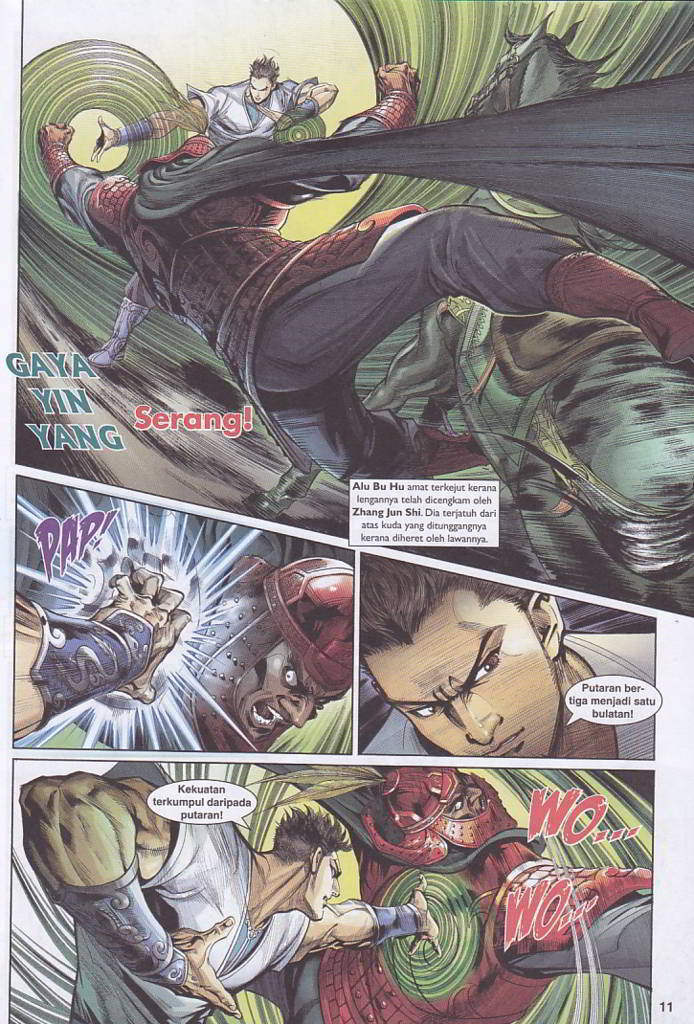 GAYA
YIN
YANG
Serang!
Alu Bu Hu amat terkejut kerana
lengannya telah dicengkam oleh
Zhang Jun Shi. Dia terjatuh dari
atas kuda yang ditunggangnya
kerana diheret oleh lawannya.
PAP!
Putaran ber-
tiga menjadi satu
bulatan!
Kekuatan
terkumpul daripada
putaran!
WO...
WO...
11